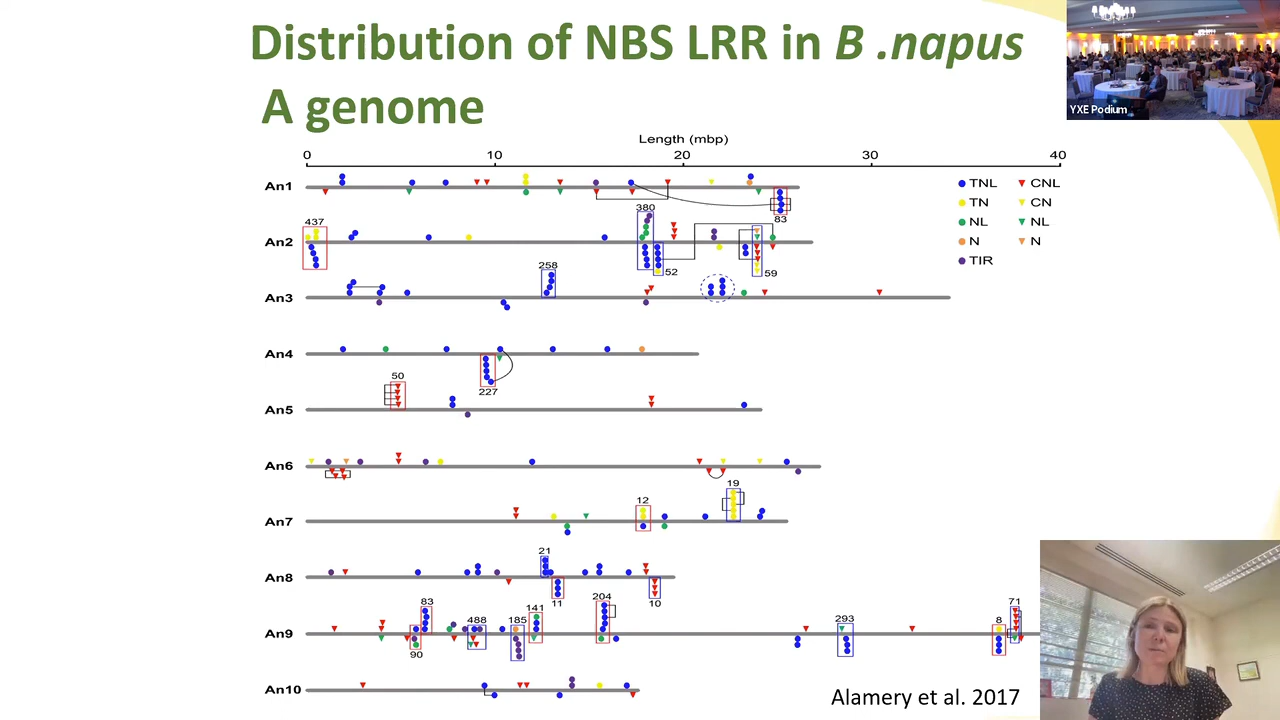 Distribution of NBS LRR in B .napus
A genome
YXE Podium
Length (mbp)
0 10 20 30 40
An1
83
TNL CNL
TN CN
NL NL
N N
TIR
437 380
An2
52 59
258
An3
An4
227
50
An5
An6
19
12
An7
21
An8
11 10
83 488 185 141 204 293 8 71
An9
90
An10
Alamery et al. 2017